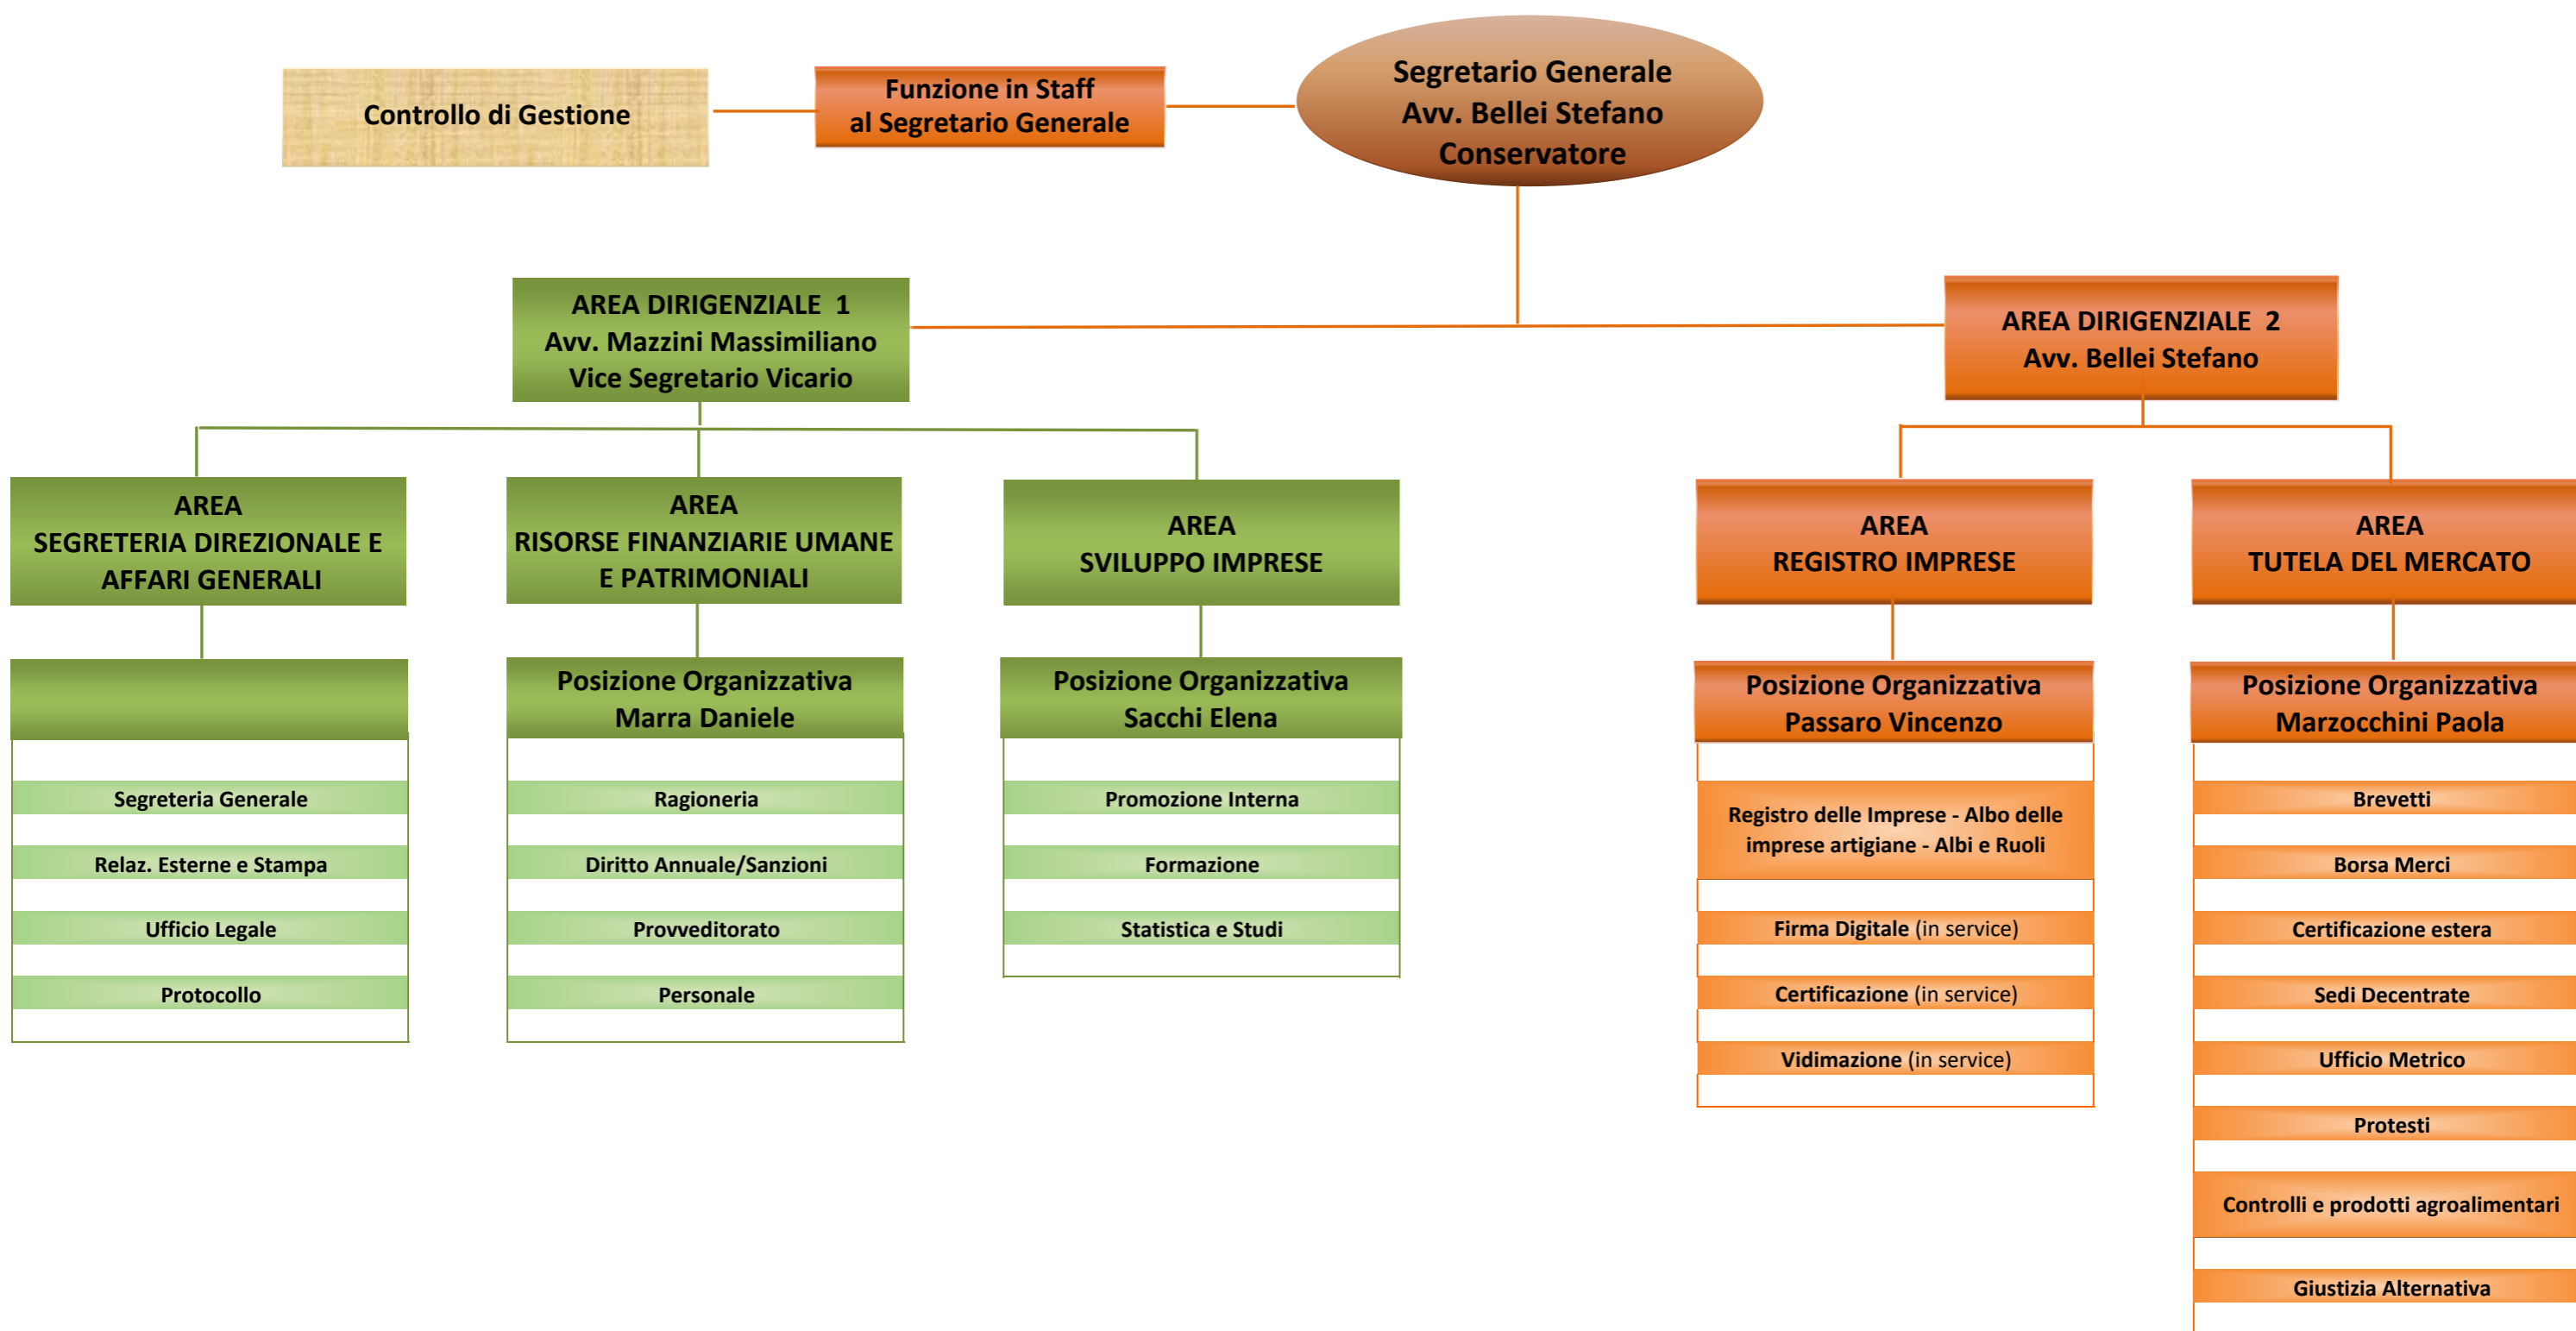 Controllo di Gestione
Funzione in Staff
al Segretario Generale
Segretario Generale
Avv. Bellei Stefano
Conservatore
AREA DIRIGENZIALE 1
Avv. Mazzini Massimiliano
Vice Segretario Vicario
AREA DIRIGENZIALE 2
Avv. Bellei Stefano
AREA
SEGRETERIA DIREZIONALE E
AFFARI GENERALI
AREA
RISORSE FINANZIARIE UMANE
E PATRIMONIALI
AREA
SVILUPPO IMPRESE
AREA
REGISTRO IMPRESE
AREA
TUTELA DEL MERCATO
Segreteria Generale
Relaz. Esterne e Stampa
Ufficio Legale
Protocollo
Posizione Organizzativa
Marra Daniele
Ragioneria
Diritto Annuale/Sanzioni
Provveditorato
Personale
Posizione Organizzativa
Sacchi Elena
Promozione Interna
Formazione
Statistica e Studi
Posizione Organizzativa
Passaro Vincenzo
Registro delle Imprese - Albo delle
imprese artigiane - Albi e Ruoli
Firma Digitale (in service)
Certificazione (in service)
Vidimazione (in service)
Posizione Organizzativa
Marzocchini Paola
Brevetti
Borsa Merci
Certificazione estera
Sedi Decentrate
Ufficio Metrico
Protesti
Controlli e prodotti agroalimentari
Giustizia Alternativa